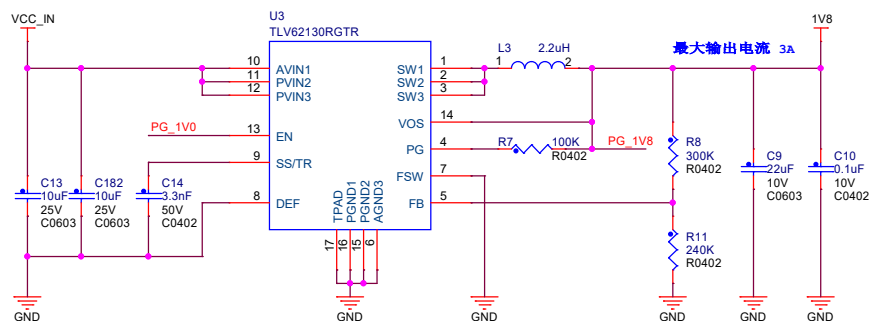 U3
TLV62130RGTR
VCC_IN
1V8
最大输出电流 3A
10 AVIN1
11 PVIN2
12 PVIN3
SW1 1
SW2 2
SW3 3
L3 2.2uH
1 2
VOS 14
PG_1V0
13 EN
PG 4
R7 100K
R0402
PG_1V8
9 SS/TR
FSW 7
8 DEF
FB 5
TPAD
PGND1
PGND2
AGND3
17
16
15
6
C13
10uF
25V
C0603
C182
10uF
25V
C0603
C14
3.3nF
50V
C0402
R8
300K
R0402
R11
240K
R0402
C9
22uF
10V
C0603
C10
0.1uF
10V
C0402
GND
GND
GND
GND
GND
GND